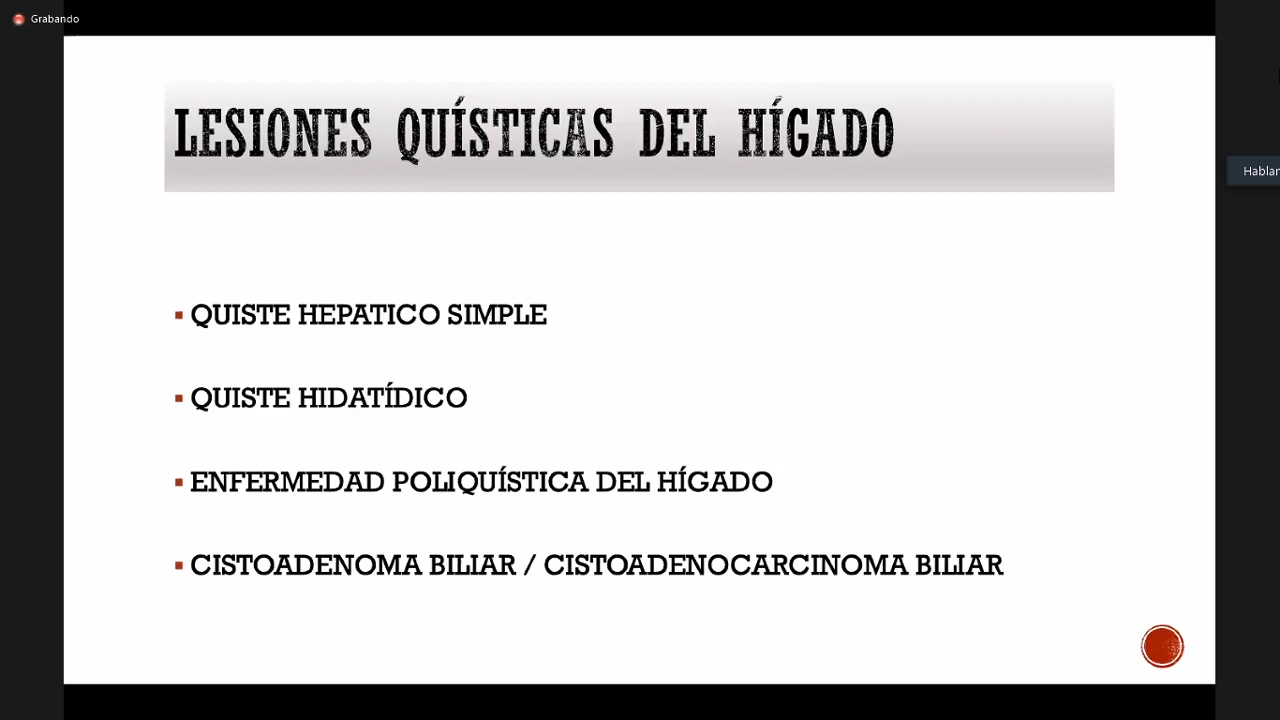 Grabando
LESIONES QUÍSTICAS DEL HÍGADO
Hablar
QUISTE HEPATICO SIMPLE
QUISTE HIDATÍDICO
ENFERMEDAD POLIQUÍSTICA DEL HÍGADO
CISTOADENOMA BILIAR / CISTOADENOCARCINOMA BILIAR